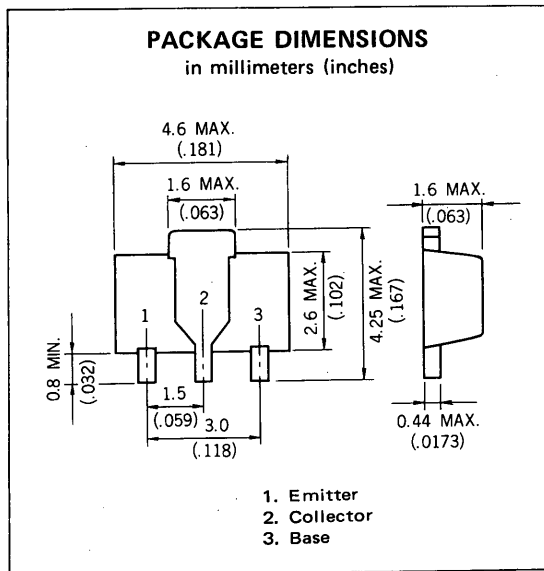 PACKAGE DIMENSIONS
in millimeters (inches)
4.6 MAX.
(.181)
1.6 MAX.
(.063)
1.6 MAX.
(.063)
2.6 MAX.
(.102)
4.25 MAX.
(.167)
1
2
3
0.8 MIN.
(.032)
1.5
(.059)
3.0
(.118)
0.44 MAX.
(.0173)
1. Emitter
2. Collector
3. Base